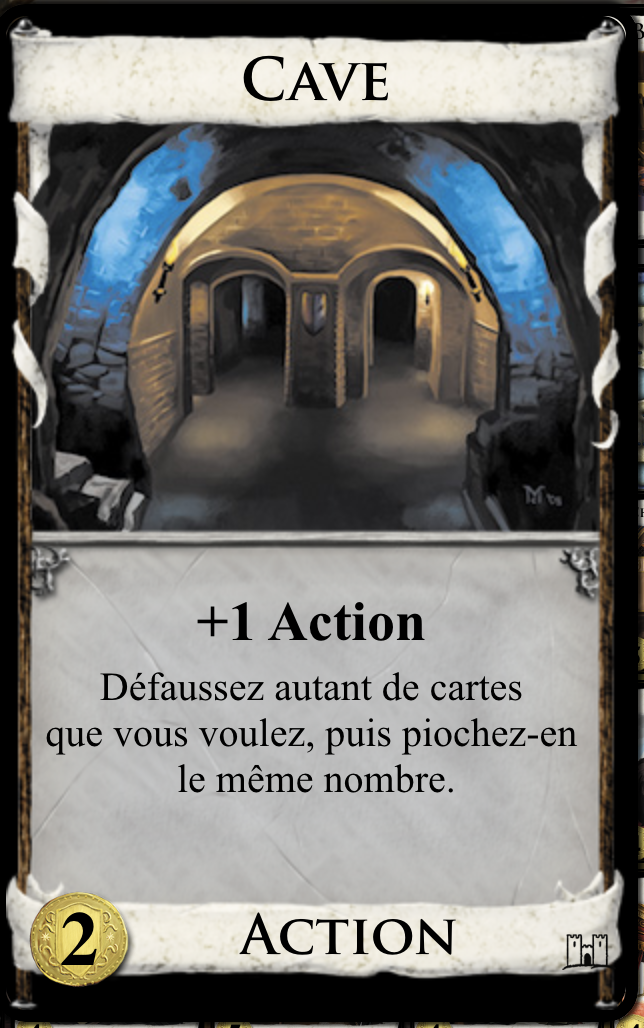 CAVE
+1 Action
Défaussez autant de cartes
que vous voulez, puis piochez-en
le même nombre.
2
ACTION